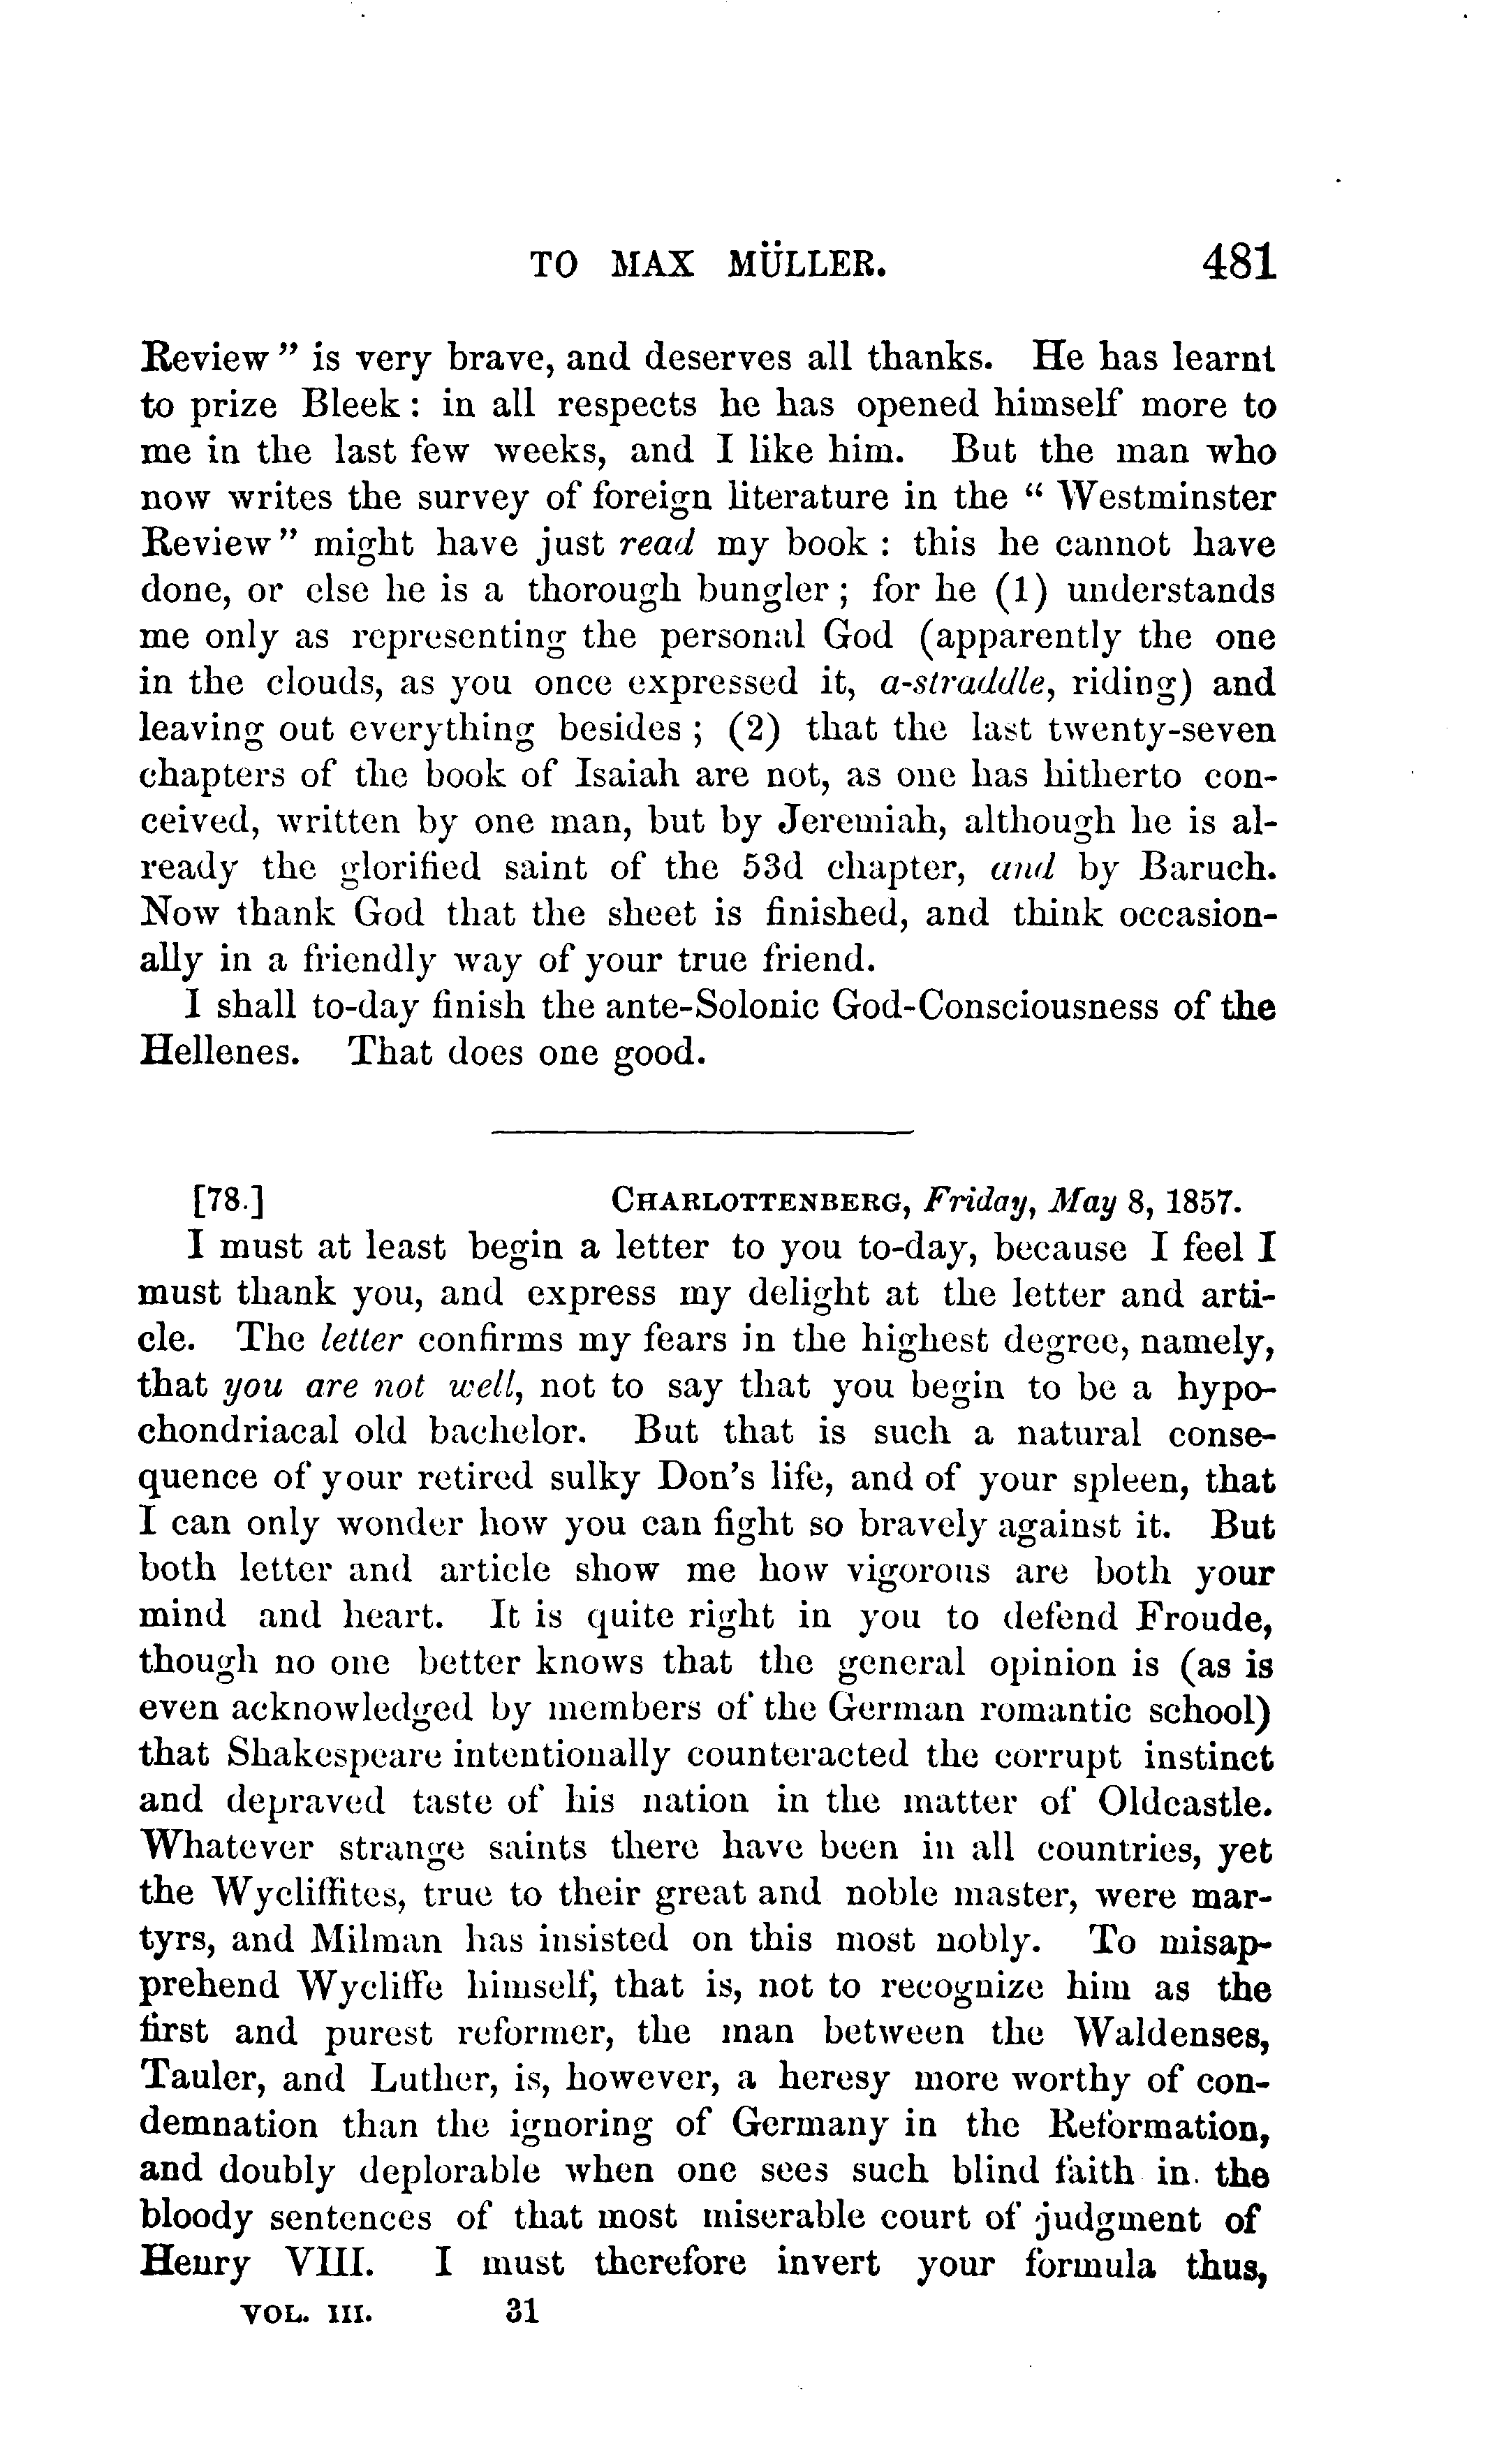 TO MAX MÜLLER. 481
Review" is very brave, and deserves all thanks. He has learnt
to prize Bleek: in all respects he has opened himself more to
me in the last few weeks, and I like him. But the man who
now writes the survey of foreign literature in the "Westminster
Review" might have just read my book: this he cannot have
done, or else he is a thorough bungler; for he (1) understands
me only as representing the personal God (apparently the one
in the clouds, as you once expressed it, a-straddle, riding) and
leaving out everything besides; (2) that the last twenty-seven
chapters of the book of Isaiah are not, as one has hitherto con-
ceived, written by one man, but by Jeremiah, although he is al-
ready the glorified saint of the 53d chapter, and by Baruch.
Now thank God that the sheet is finished, and think occasion-
ally in a friendly way of your true friend.
I shall to-day finish the ante-Solonic God-Consciousness of the
Hellenes. That does one good.
[78.] CHARLOTTENBERG, Friday, May 8, 1857.
I must at least begin a letter to you to-day, because I feel I
must thank you, and express my delight at the letter and arti-
cle. The letter confirms my fears in the highest degree, namely,
that you are not well, not to say that you begin to be a hypo-
chondriacal old bachelor. But that is such a natural conse-
quence of your retired sulky Don's life, and of your spleen, that
I can only wonder how you can fight so bravely against it. But
both letter and article show me how vigorous are both your
mind and heart. It is quite right in you to defend Froude,
though no one better knows that the general opinion is (as is
even acknowledged by members of the German romantic school)
that Shakespeare intentionally counteracted the corrupt instinct
and depraved taste of his nation in the matter of Oldcastle.
Whatever strange saints there have been in all countries, yet
the Wycliffites, true to their great and noble master, were mar-
tyrs, and Milman has insisted on this most nobly. To misap-
prehend Wycliffe himself, that is, not to recognize him as the
first and purest reformer, the man between the Waldenses,
Tauler, and Luther, is, however, a heresy more worthy of con-
demnation than the ignoring of Germany in the Reformation,
and doubly deplorable when one sees such blind faith in. the
bloody sentences of that most miserable court of judgment of
Henry VIII. I must therefore invert your formula thus,
VOL. III. 31